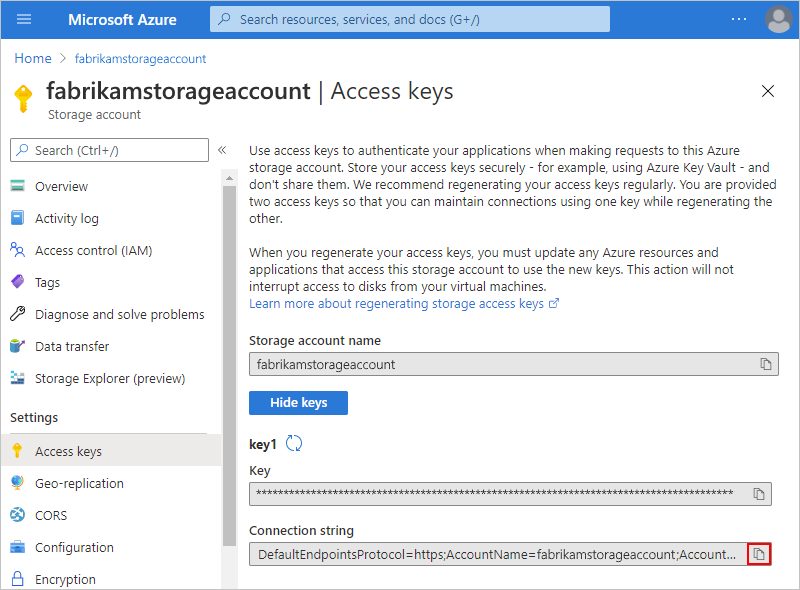 Microsoft Azure
Search resources, services, and docs (G+/)
...
Home > fabrikamstorageaccount
fabrikamstorageaccount | Access keys
Storage account
Search (Ctrl+/)
«
Overview
Activity log
Access control (IAM)
Tags
Diagnose and solve problems
Data transfer
Storage Explorer (preview)
Settings
Access keys
Geo-replication
CORS
Configuration
Encryption
Use access keys to authenticate your applications when making requests to this Azure
storage account. Store your access keys securely - for example, using Azure Key Vault - and
don't share them. We recommend regenerating your access keys regularly. You are provided
two access keys so that you can maintain connections using one key while regenerating the
other.
When you regenerate your access keys, you must update any Azure resources and
applications that access this storage account to use the new keys. This action will not
interrupt access to disks from your virtual machines.
Learn more about regenerating storage access keys
Storage account name
fabrikamstorageaccount
Hide keys
key1
Key
****************************************************************************************
Connection string
DefaultEndpointsProtocol=https;AccountName=fabrikamstorageaccount;Account...